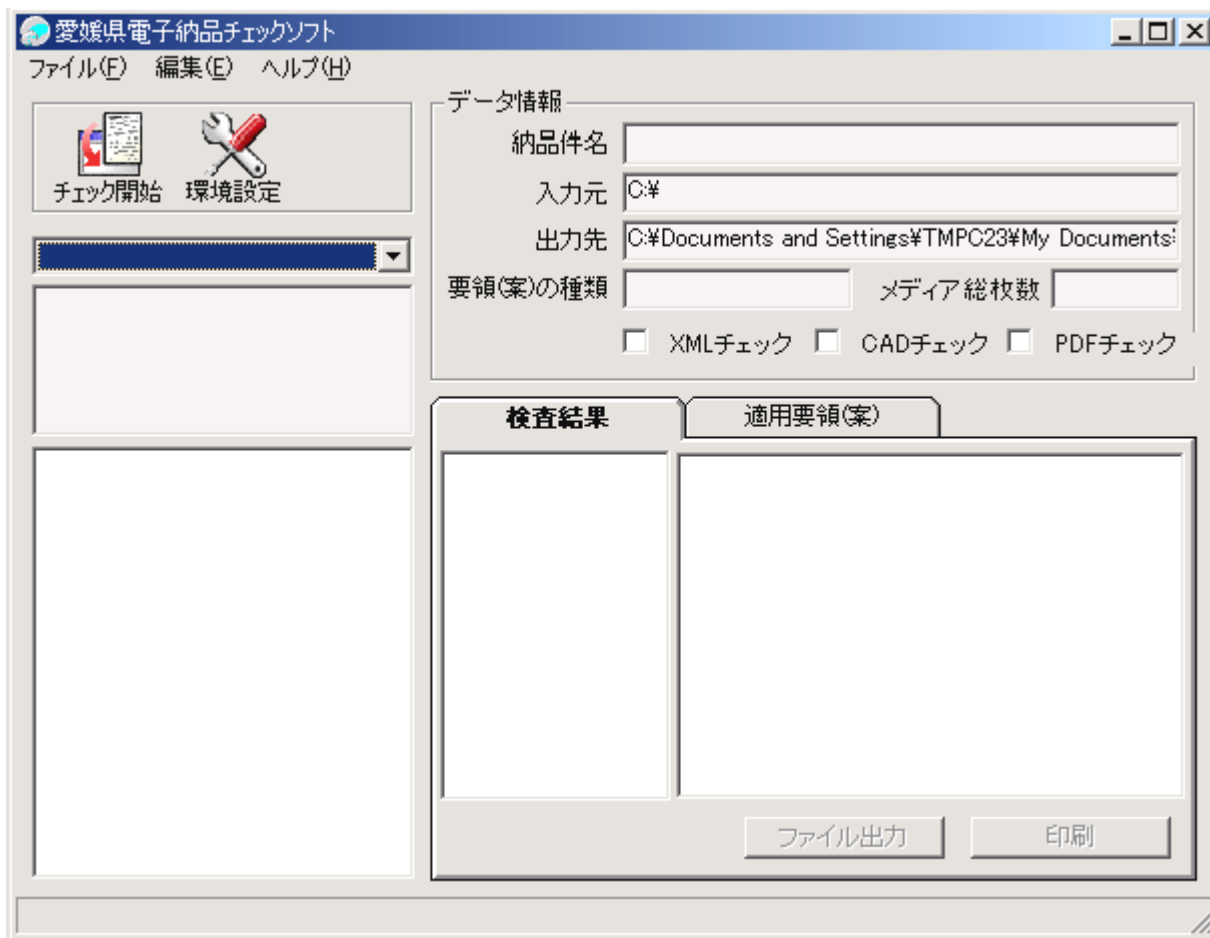 愛媛県電子納品チェックソフト
ファイル(F) 編集(E) ヘルプ(H)
チェック開始 環境設定
データ情報
納品件名
入力元 C:¥
出力先 C:¥Documents and Settings¥TMPC23¥My Documents¥
要領(案)の種類 メディア総枚数
XMLチェック CADチェック PDFチェック
検査結果 適用要領(案)
ファイル出力 印刷